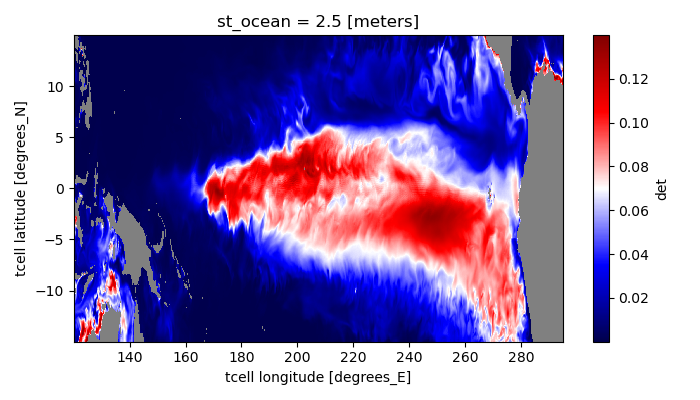 st_ocean = 2.5 [meters]
10
5
0
−5
−10
tcell latitude [degrees_N]
140 160 180 200 220 240 260 280
tcell longitude [degrees_E]
0.12
0.10
0.08
0.06
0.04
0.02
det